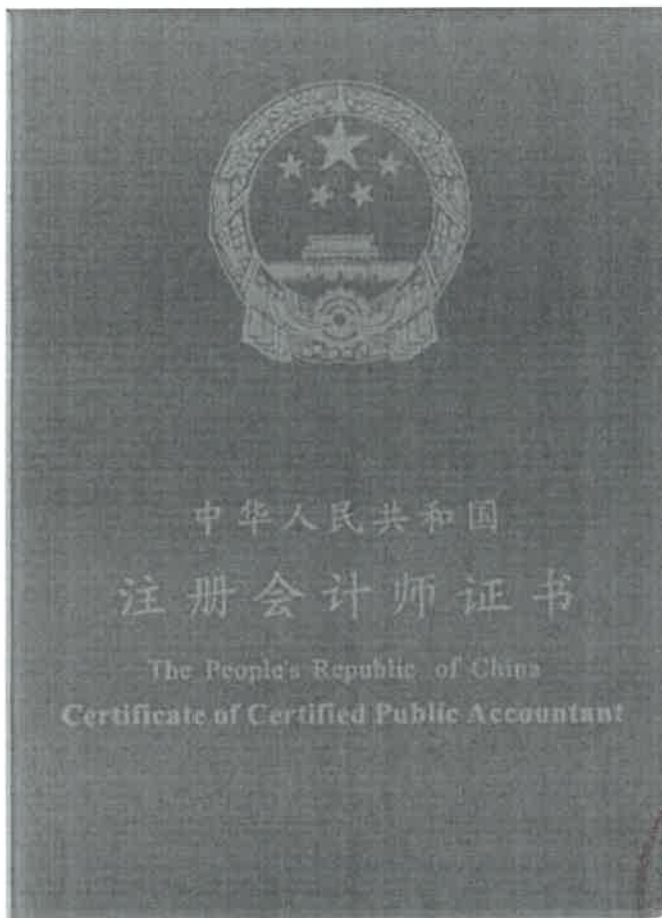 中华人民共和国
注册会计师证书
The People's Republic of China
Certificate of Certified Public Accountant